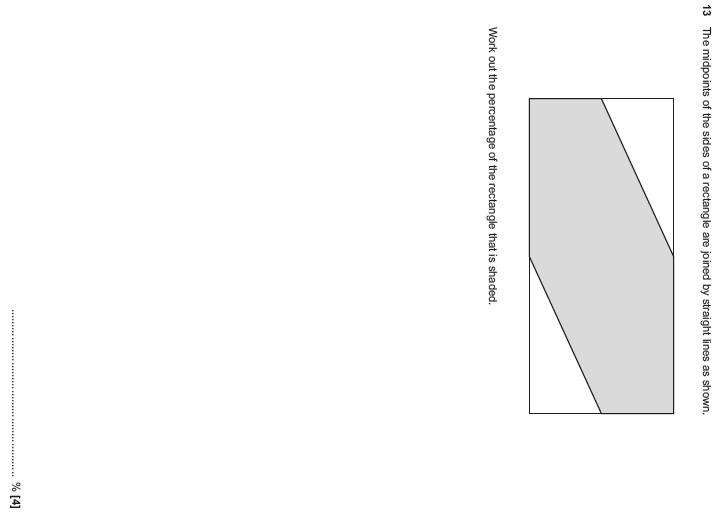 13 The midpoints of the sides of a rectangle are joined by straight lines as shown.
Work out the percentage of the rectangle that is shaded.
.................................................... % [4]